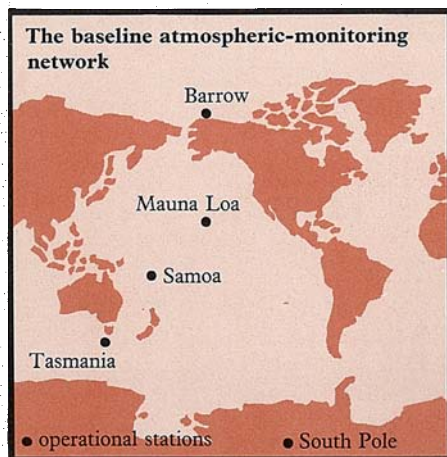 The baseline atmospheric-monitoring
network
Barrow
Mauna Loa
Samoa
Tasmania
operational stations
South Pole